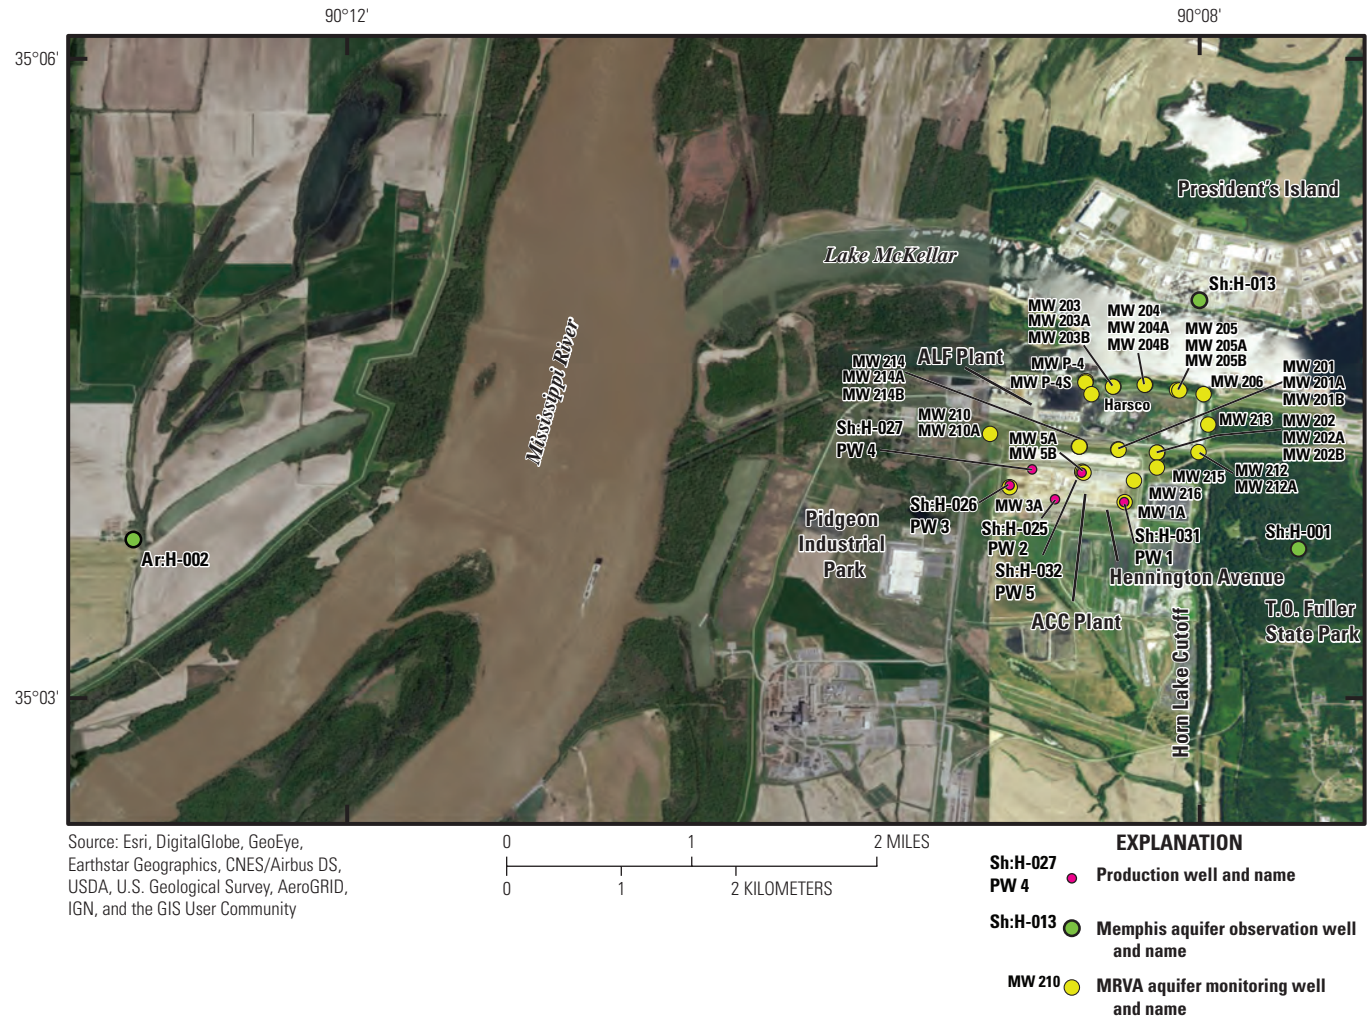 90°12'
90°08'
35°06'
President's Island
Lake McKellar
Sh:H-013
MW 203
MW 203A
MW 203B
MW 204
MW 204A
MW 204B
MW 205
MW 205A
MW 205B
MW 201
MW 201A
MW 201B
ALF Plant
MW P-4
MW P-4S
MW 214
MW 214A
MW 214B
Harsco
MW 206
MW 213
MW 202
MW 202A
MW 202B
MW 210
MW 210A
Sh:H-027
PW 4
MW 5A
MW 5B
MW 212
MW 212A
MW 215
MW 216
MW 1A
MW 3A
Sh:H-026
PW 3
Sh:H-025
PW 2
Sh:H-032
PW 5
Sh:H-031
PW 1
Sh:H-001
Mississippi River
Ar:H-002
Pidgeon
Industrial
Park
Hennington Avenue
ACC Plant
T.O. Fuller
State Park
Horn Lake Cutoff
35°03'
Source: Esri, DigitalGlobe, GeoEye,
Earthstar Geographics, CNES/Airbus DS,
USDA, U.S. Geological Survey, AeroGRID,
IGN, and the GIS User Community
0 1 2 MILES
0 1 2 KILOMETERS
EXPLANATION
Sh:H-027
PW 4
Production well and name
Sh:H-013
Memphis aquifer observation well
and name
MW 210
MRVA aquifer monitoring well
and name